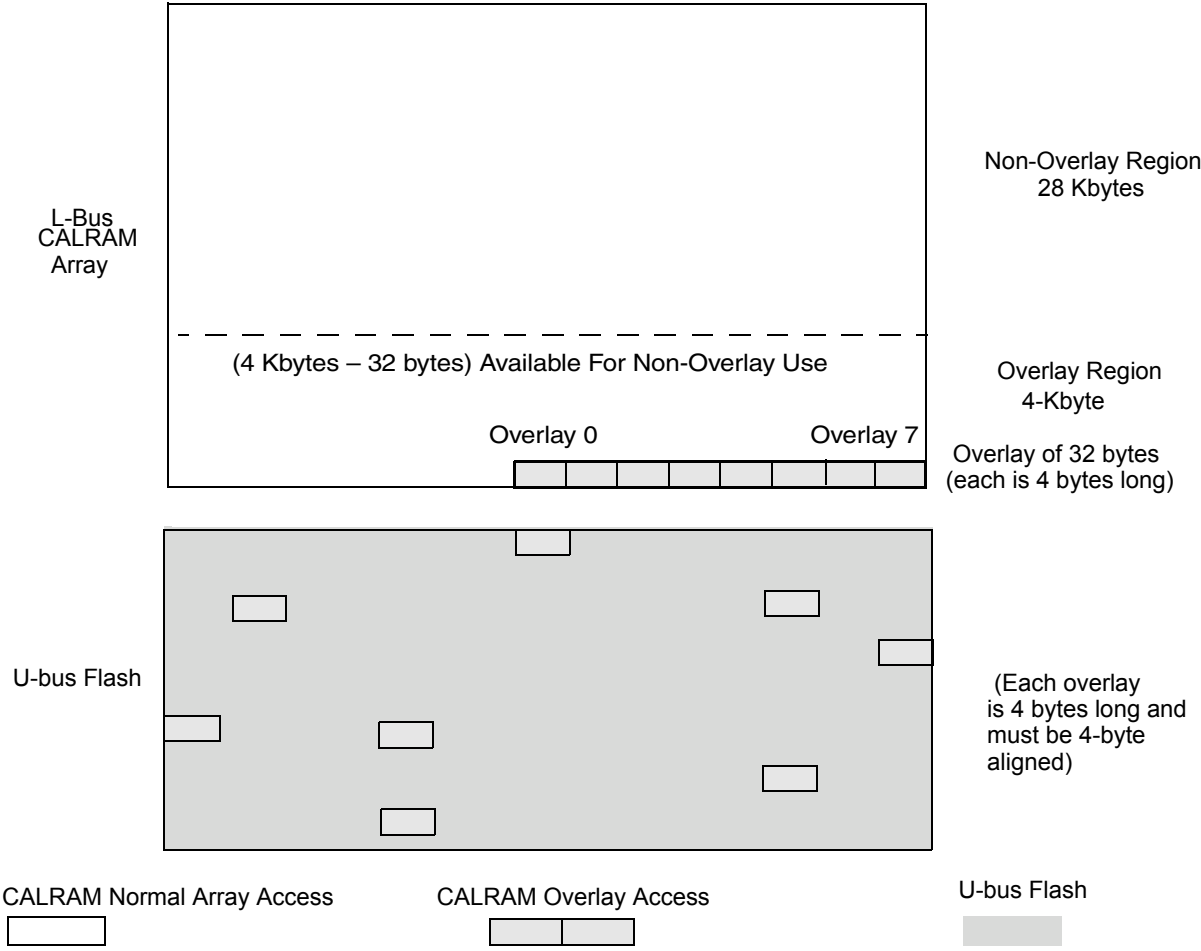 Non-Overlay Region
28 Kbytes
L-Bus
CALRAM
Array
(4 Kbytes – 32 bytes) Available For Non-Overlay Use
Overlay Region
4-Kbyte
Overlay 0
Overlay 7
Overlay of 32 bytes
(each is 4 bytes long)
U-bus Flash
(Each overlay
is 4 bytes long and
must be 4-byte
aligned)
CALRAM Normal Array Access
CALRAM Overlay Access
U-bus Flash